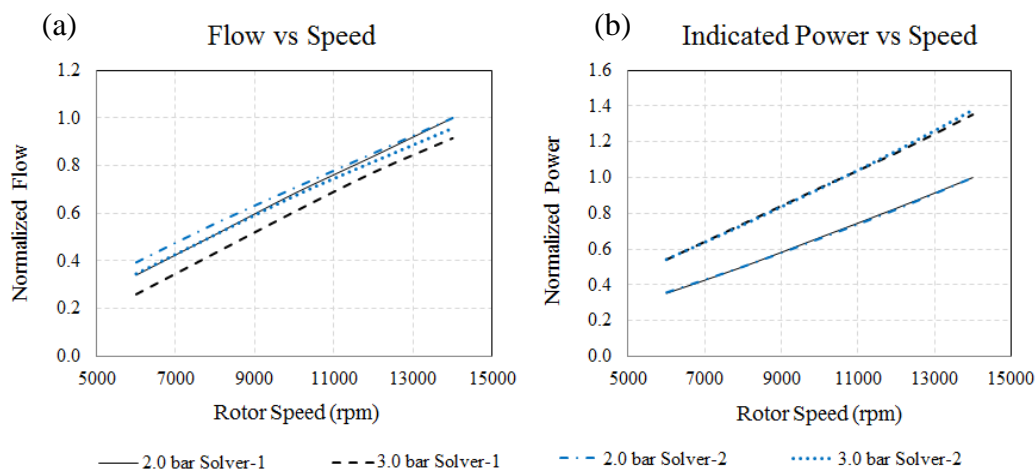 (a)
Flow vs Speed
1.2
1.0
0.8
0.6
0.4
0.2
0.0
Normalized Flow
5000 7000 9000 11000 13000 15000
Rotor Speed (rpm)
(b)
Indicated Power vs Speed
1.6
1.4
1.2
1.0
0.8
0.6
0.4
0.2
0.0
Normalized Power
5000 7000 9000 11000 13000 15000
Rotor Speed (rpm)
2.0 bar Solver-1 3.0 bar Solver-1 2.0 bar Solver-2 3.0 bar Solver-2